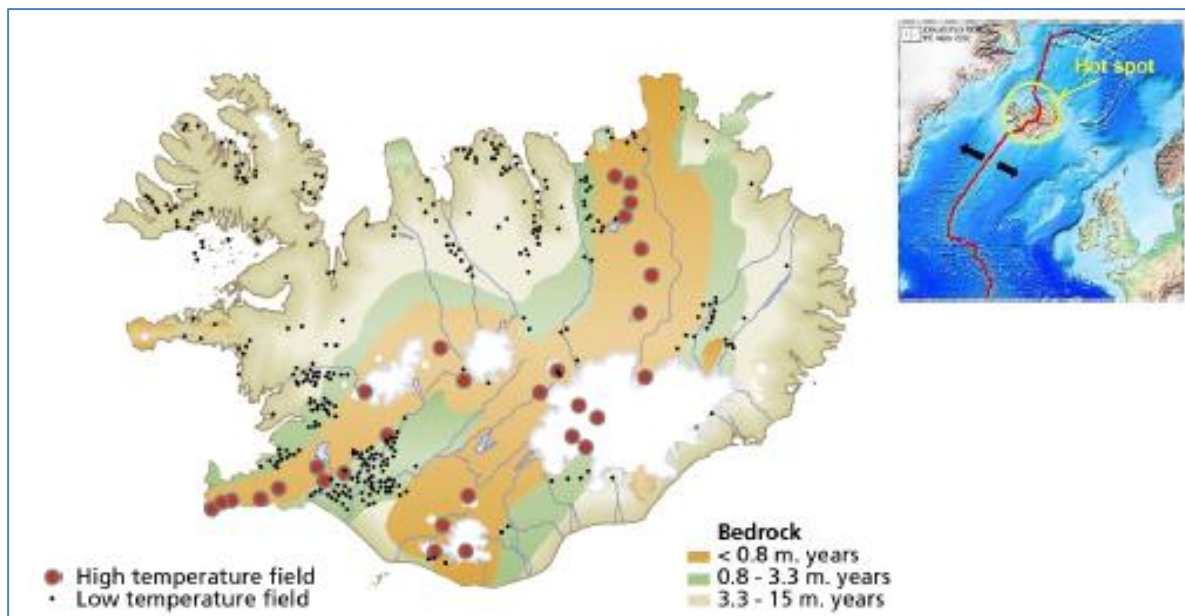 Hot spot
Bedrock
< 0.8 m. years
0.8 - 3.3 m. years
3.3 - 15 m. years
High temperature field
Low temperature field